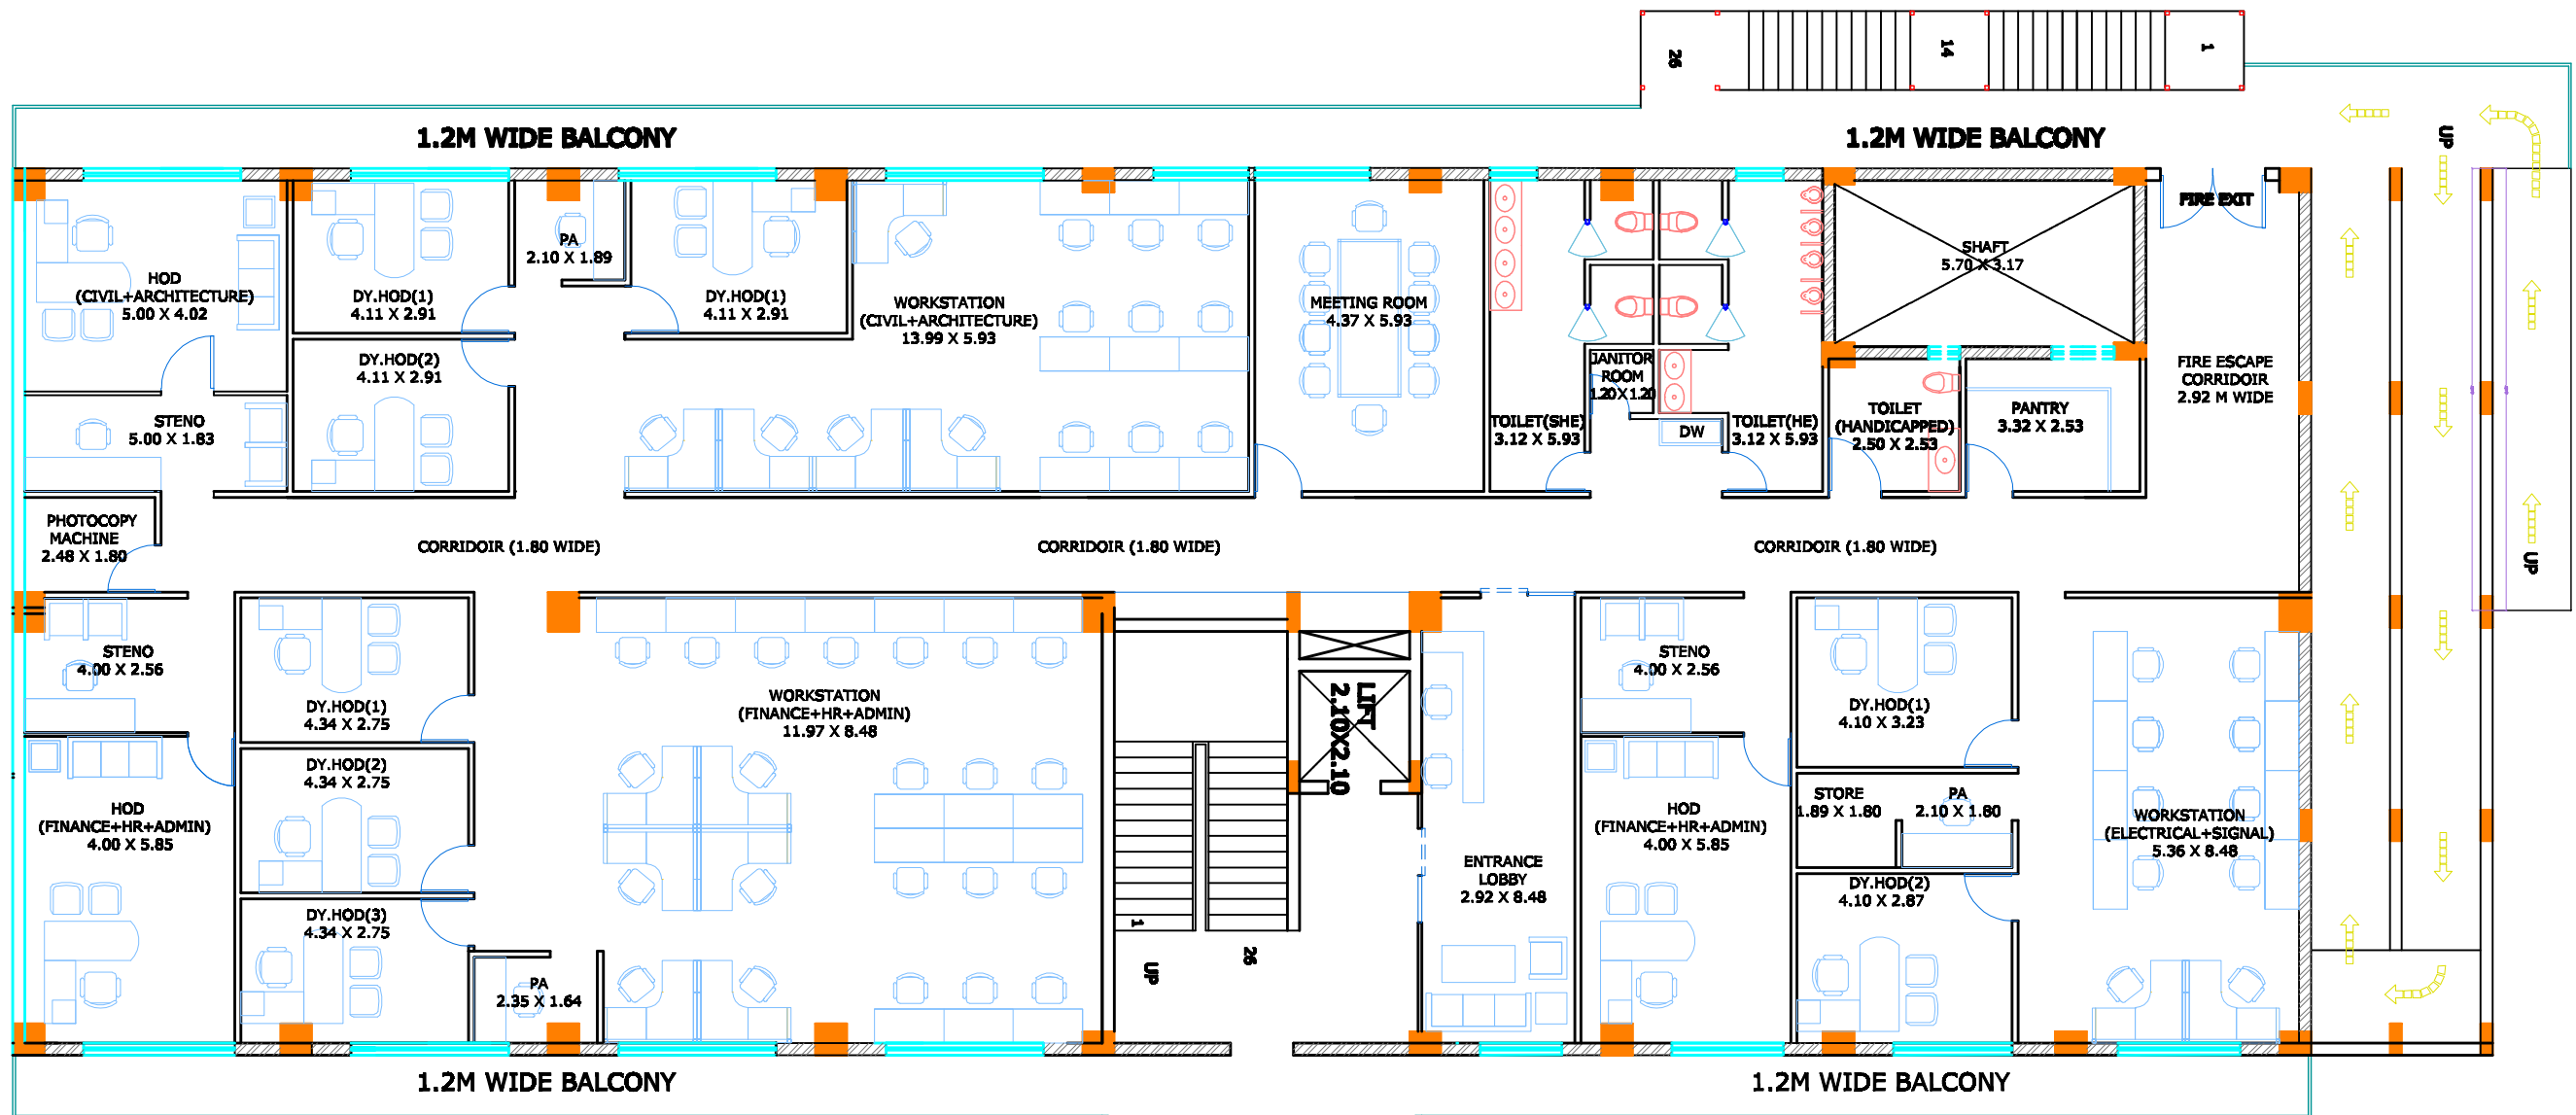 26
14
1
1.2M WIDE BALCONY
1.2M WIDE BALCONY
UP
FIRE EXIT
HOD
(CIVIL+ARCHITECTURE)
5.00 X 4.02
DY.HOD(1)
4.11 X 2.91
PA
2.10 X 1.89
DY.HOD(1)
4.11 X 2.91
WORKSTATION
(CIVIL+ARCHITECTURE)
13.99 X 5.93
MEETING ROOM
4.37 X 5.93
SHAFT
5.70 X 3.17
DY.HOD(2)
4.11 X 2.91
JANITOR
ROOM
1.20 X 1.20
FIRE ESCAPE
CORRIDOIR
2.92 M WIDE
STENO
5.00 X 1.83
TOILET(SHE)
3.12 X 5.93
DW
TOILET(HE)
3.12 X 5.93
TOILET
(HANDICAPPED)
2.50 X 2.53
PANTRY
3.32 X 2.53
PHOTOCOPY
MACHINE
2.48 X 1.80
CORRIDOIR (1.80 WIDE)
CORRIDOIR (1.80 WIDE)
CORRIDOIR (1.80 WIDE)
UP
STENO
4.00 X 2.56
DY.HOD(1)
4.34 X 2.75
WORKSTATION
(FINANCE+HR+ADMIN)
11.97 X 8.48
LIFT
2.10X2.10
STENO
4.00 X 2.56
DY.HOD(1)
4.10 X 3.23
DY.HOD(2)
4.34 X 2.75
HOD
(FINANCE+HR+ADMIN)
4.00 X 5.85
ENTRANCE
LOBBY
2.92 X 8.48
HOD
(FINANCE+HR+ADMIN)
4.00 X 5.85
STORE
1.89 X 1.80
PA
2.10 X 1.80
WORKSTATION
(ELECTRICAL+SIGNAL)
5.36 X 8.48
DY.HOD(3)
4.34 X 2.75
DY.HOD(2)
4.10 X 2.87
1
26
UP
PA
2.35 X 1.64
1.2M WIDE BALCONY
1.2M WIDE BALCONY